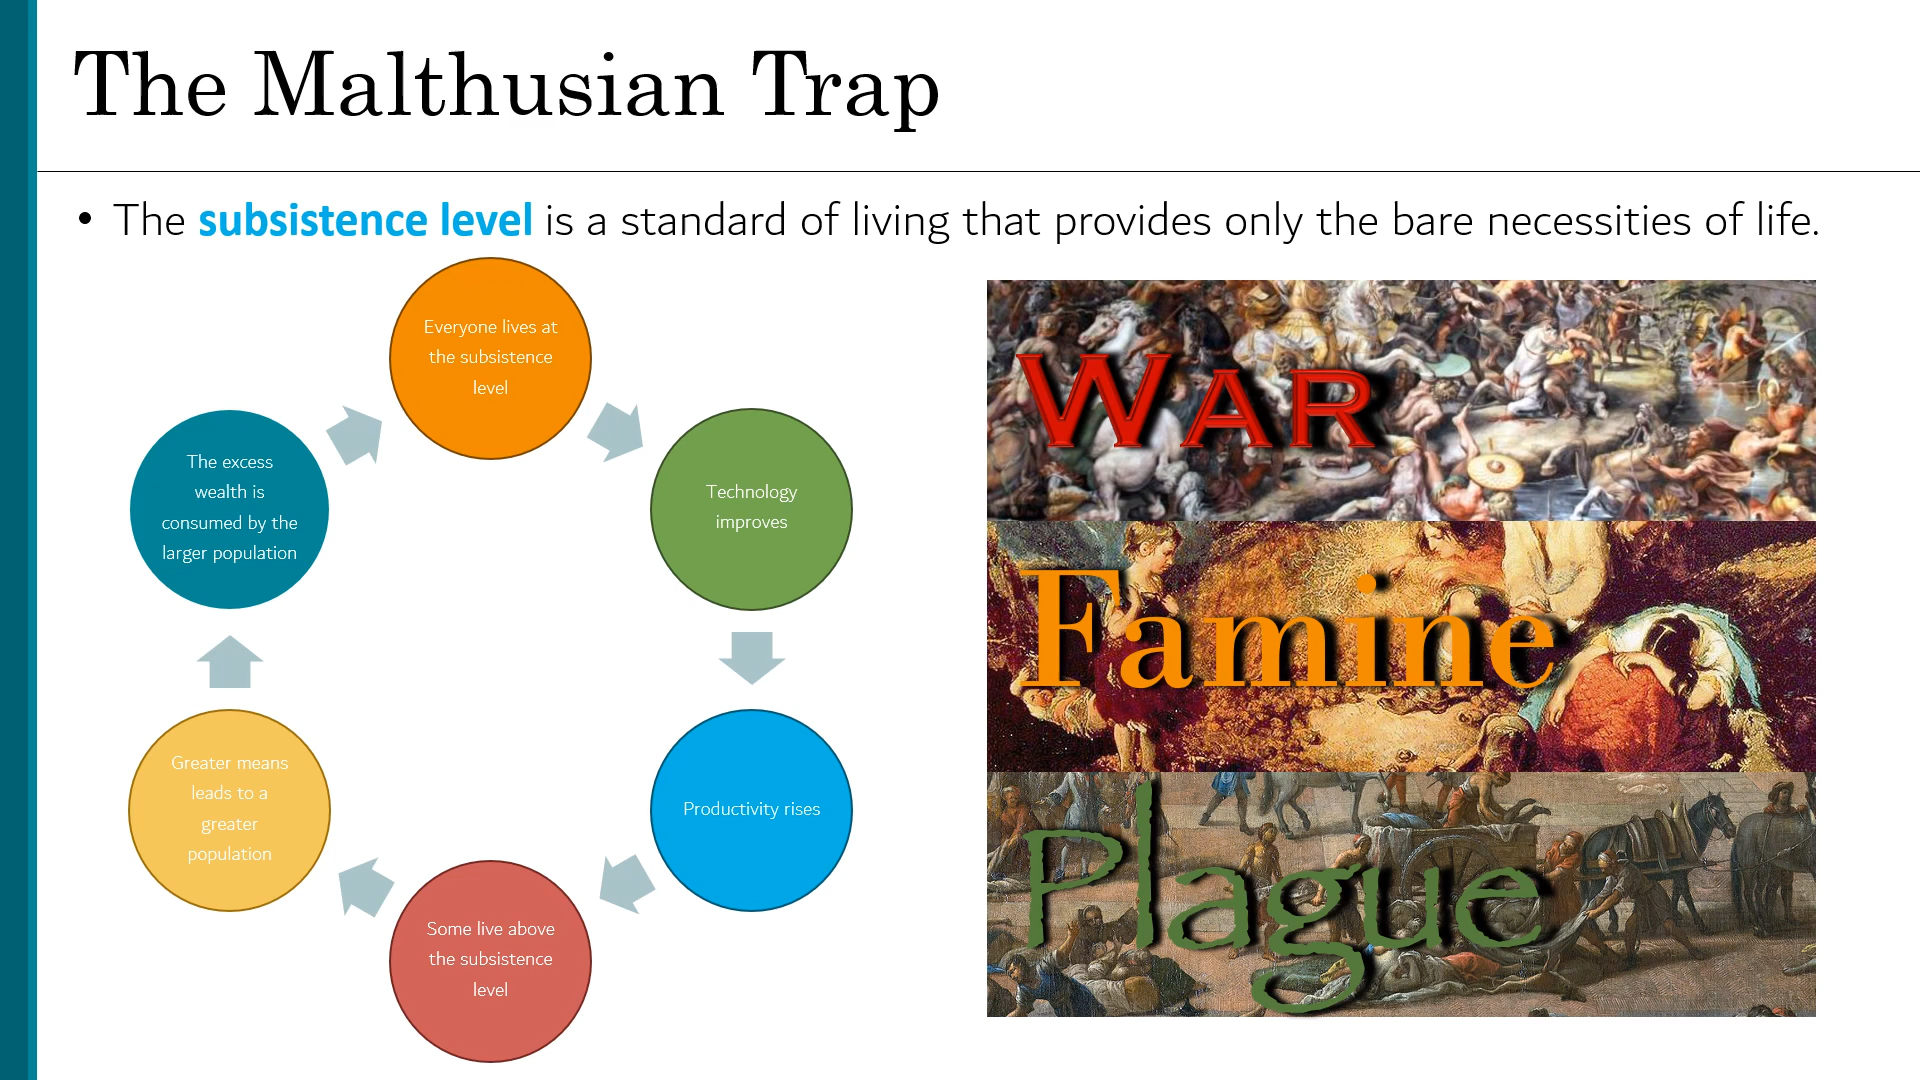 The Malthusian Trap
• The subsistence level is a standard of living that provides only the bare necessities of life.
Everyone lives at
the subsistence
level
Technology
improves
Productivity rises
Some live above
the subsistence
level
Greater means
leads to a
greater
population
The excess
wealth is
consumed by the
larger population
War
Famine
Plague